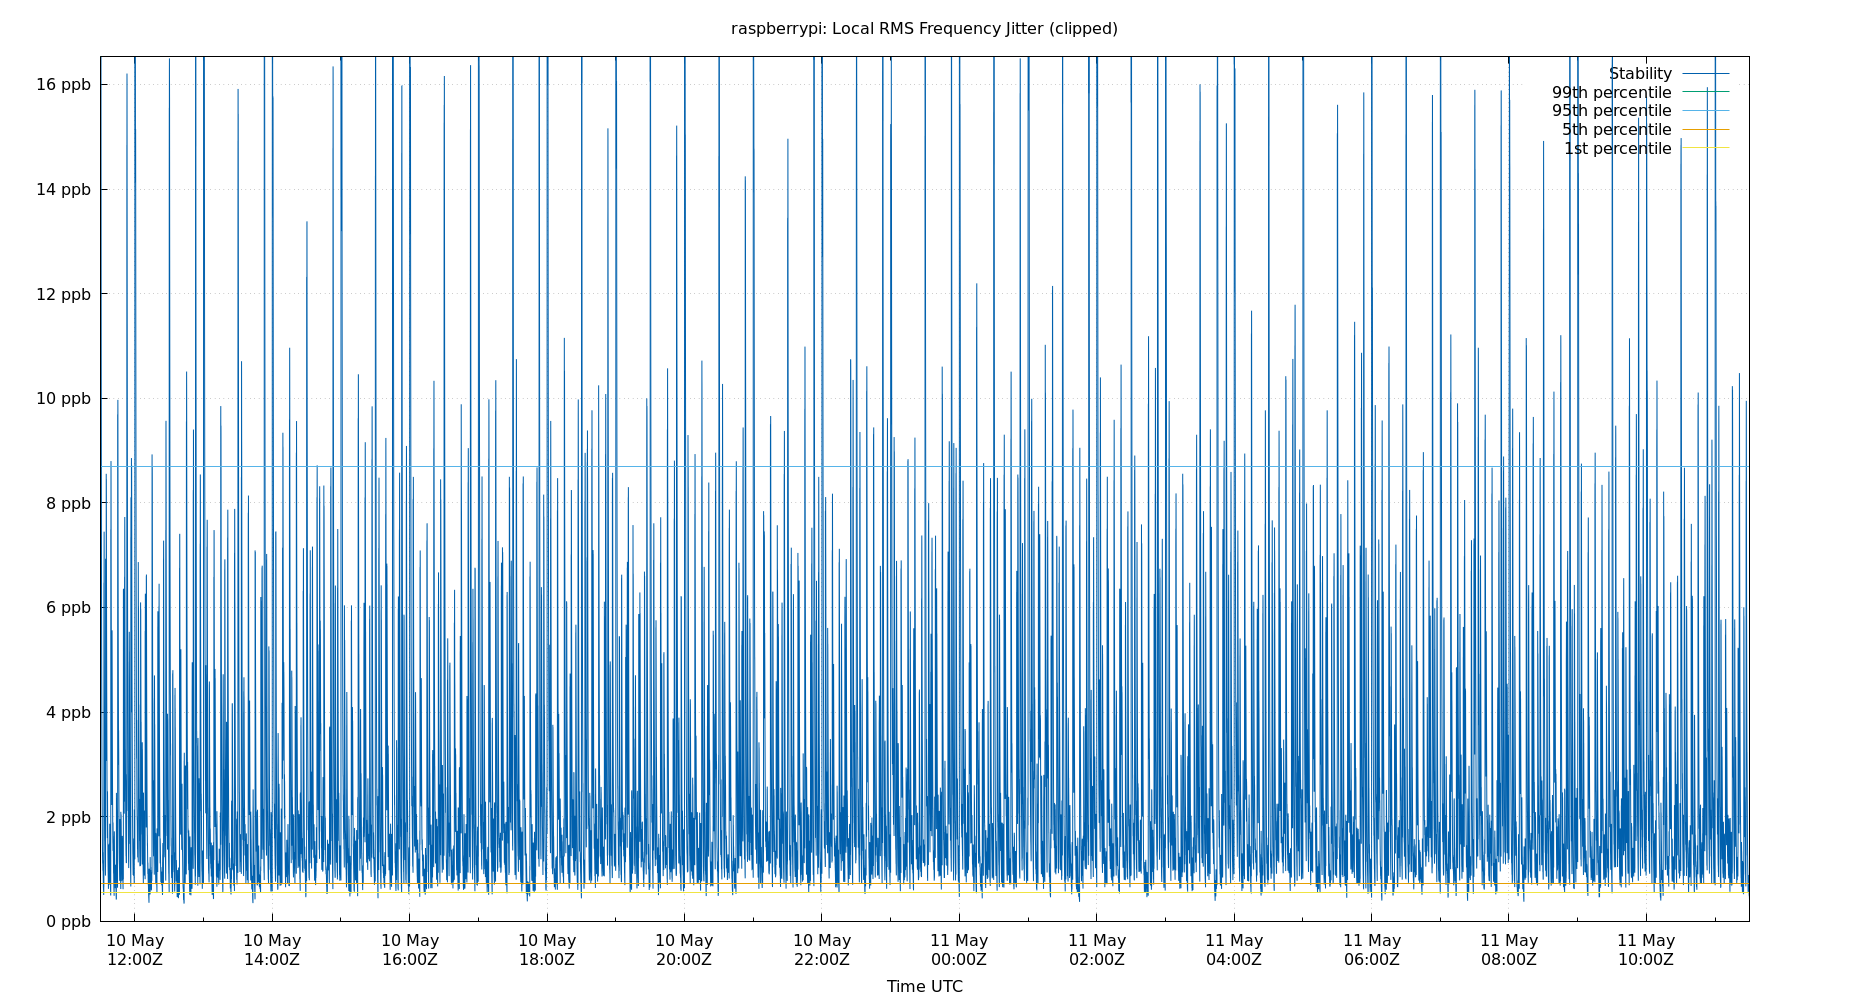 raspberrypi: Local RMS Frequency Jitter (clipped)
16 ppb
14 ppb
12 ppb
10 ppb
8 ppb
6 ppb
4 ppb
2 ppb
0 ppb
Stability
99th percentile
95th percentile
5th percentile
1st percentile
10 May 10 May 10 May 10 May 10 May 10 May 11 May 11 May 11 May 11 May 11 May 11 May
12:00Z 14:00Z 16:00Z 18:00Z 20:00Z 22:00Z 00:00Z 02:00Z 04:00Z 06:00Z 08:00Z 10:00Z
Time UTC